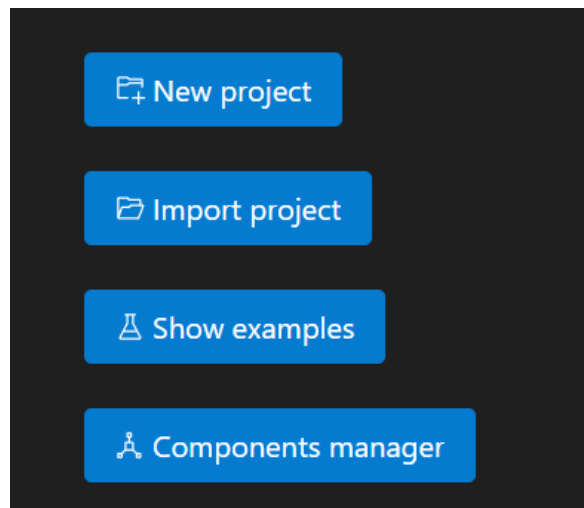 New project
Import project
Show examples
Components manager